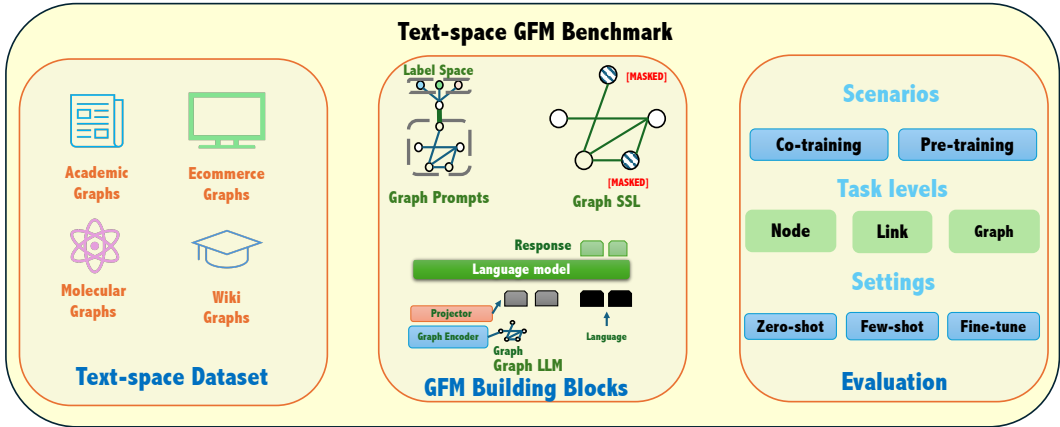 Text-space GFM Benchmark
Academic
Graphs
Ecommerce
Graphs
Molecular
Graphs
Wiki
Graphs
Text-space Dataset
Label Space
Graph Prompts
[MASKED]
[MASKED]
Graph SSL
Response
Language model
Projector
Graph Encoder
Graph
Language
Graph LLM
GFM Building Blocks
Scenarios
Co-training
Pre-training
Task levels
Node
Link
Graph
Settings
Zero-shot
Few-shot
Fine-tune
Evaluation